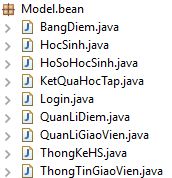 Model.bean
BangDiem.java
HocSinh.java
HoSoHocSinh.java
KetQuaHocTap.java
Login.java
QuanLiDiem.java
QuanLiGiaoVien.java
ThongKeHS.java
ThongTinGiaoVien.java